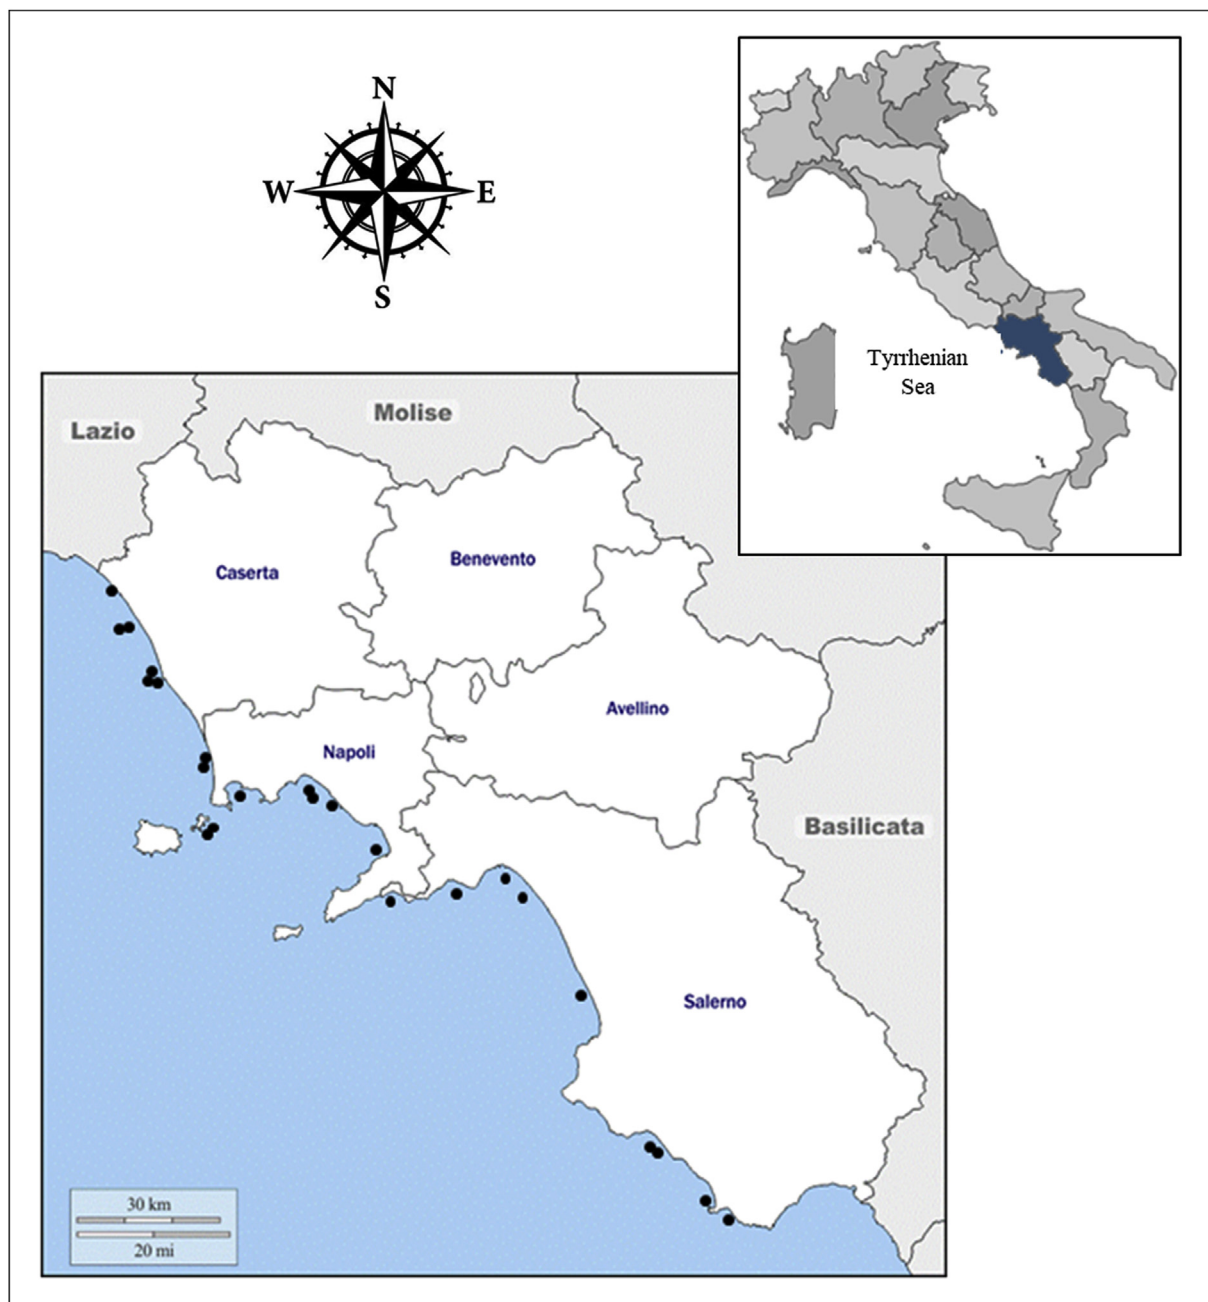 N
W
E
S
Tyrrhenian
Sea
Lazio
Molise
Caserta
Benevento
Avellino
Napoli
Basilicata
Salerno
30 km
20 mi